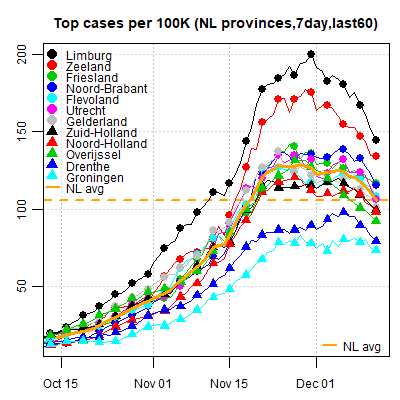 Top cases per 100K (NL provinces,7day,last60)
200
150
100
50
Limburg
Zeeland
Friesland
Noord-Brabant
Flevoland
Utrecht
Gelderland
Zuid-Holland
Noord-Holland
Overijssel
Drenthe
Groningen
NL avg
NL avg
Oct 15
Nov 01
Nov 15
Dec 01